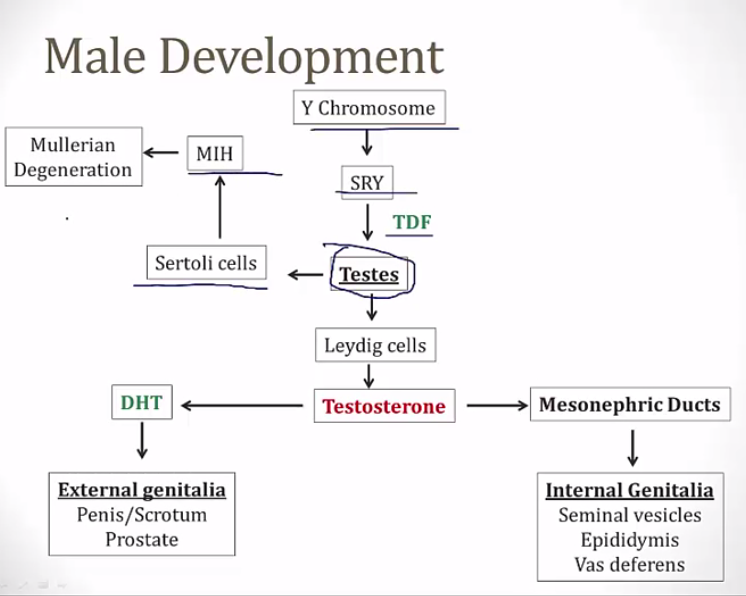 Male Development
Y Chromosome
Mullerian
Degeneration
MIH
SRY
TDF
Sertoli cells
Testes
Leydig cells
DHT
Testosterone
Mesonephric Ducts
External genitalia
Penis/Scrotum
Prostate
Internal Genitalia
Seminal vesicles
Epididymis
Vas deferens